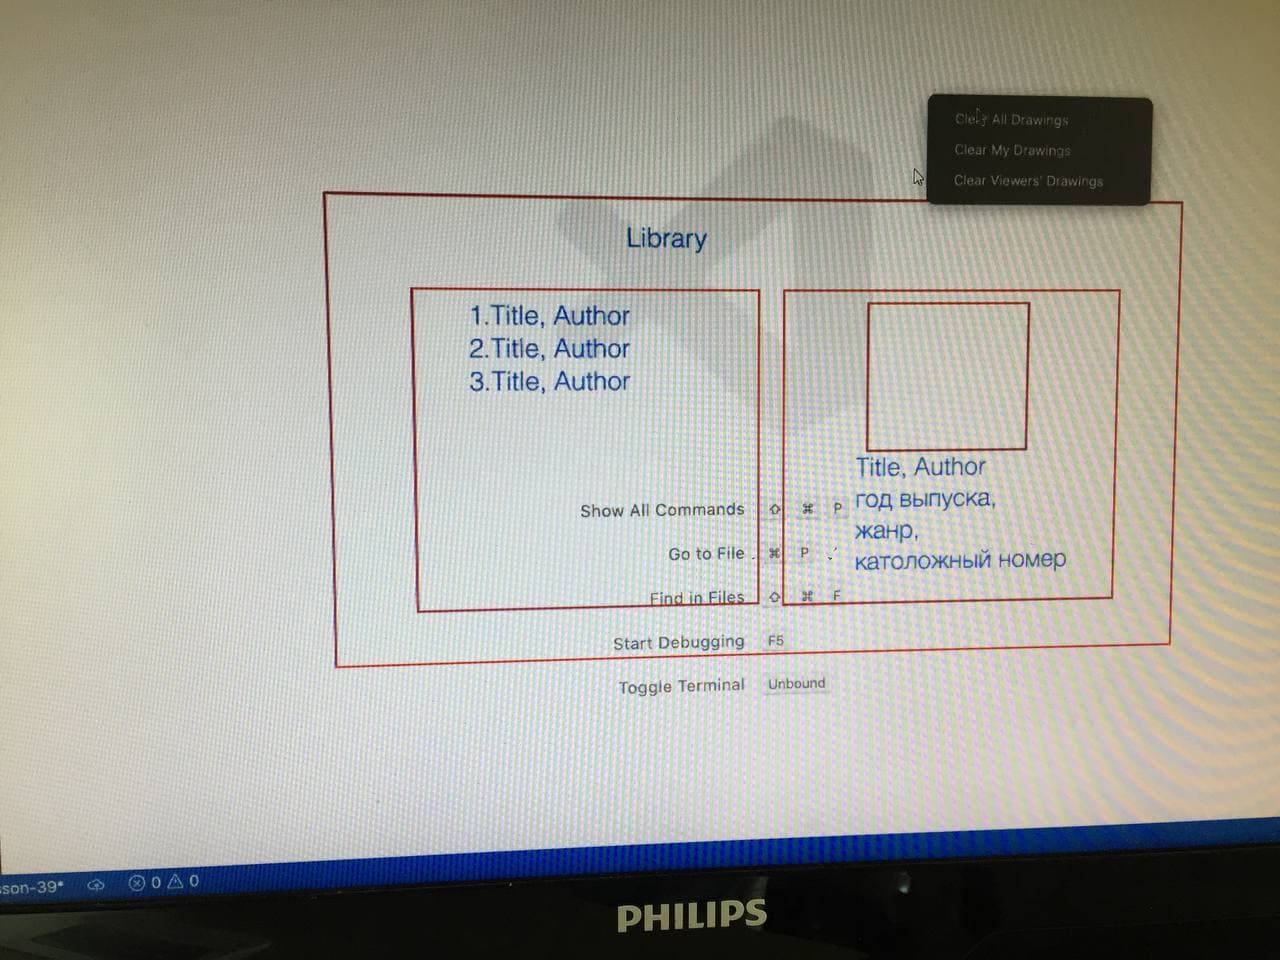 Clear All Drawings
Clear My Drawings
Clear Viewers' Drawings
Library
1.Title, Author
2.Title, Author
3.Title, Author
Title, Author
год выпуска,
жанр,
католожный номер
Show All Commands ⇧ ⌘ P
Go to File ⌘ P
Find in Files ⇧ ⌘ F
Start Debugging F5
Toggle Terminal Unbound
sson-39* 0 0
PHILIPS